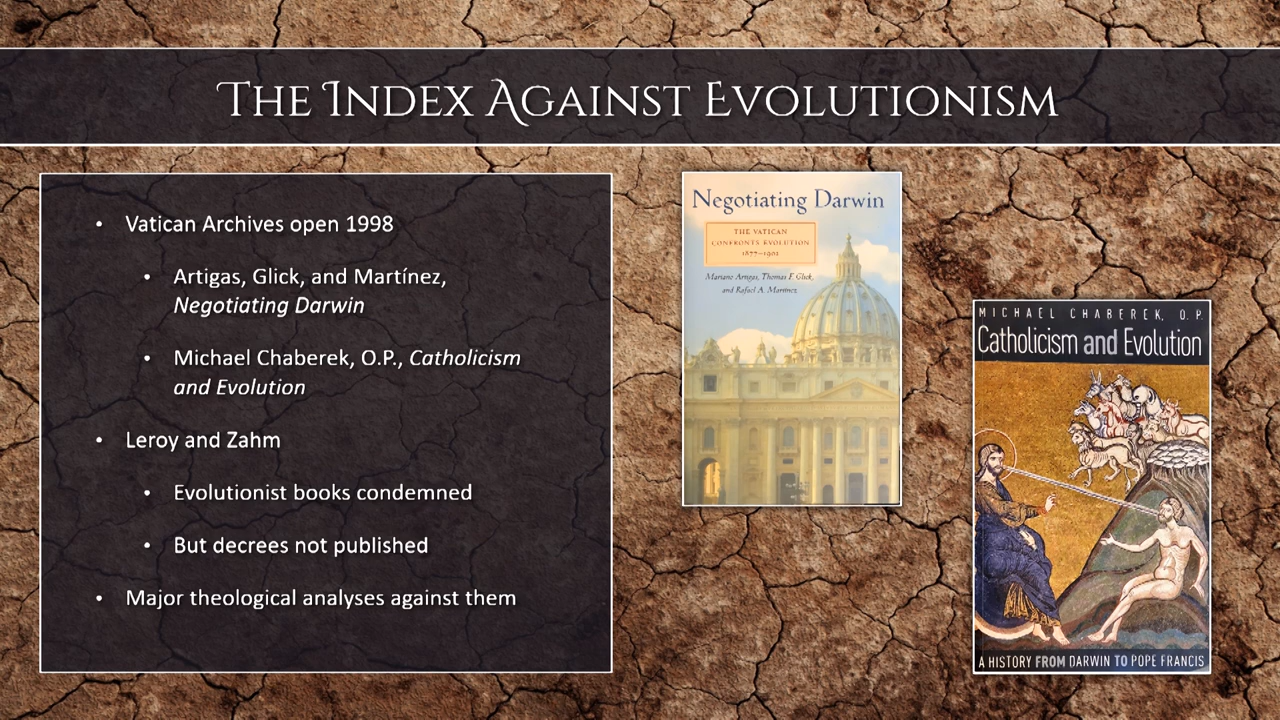 The Index Against Evolutionism
• Vatican Archives open 1998
• Artigas, Glick, and Martínez,
Negotiating Darwin
• Michael Chaberek, O.P., Catholicism
and Evolution
• Leroy and Zahm
• Evolutionist books condemned
• But decrees not published
• Major theological analyses against them
Negotiating Darwin
THE VATICAN
CONFRONTS EVOLUTION
1877–1902
Mariano Artigas, Thomas F. Glick,
and Rafael A. Martínez
MICHAEL CHABEREK, O.P.
Catholicism and Evolution
A HISTORY FROM DARWIN TO POPE FRANCIS